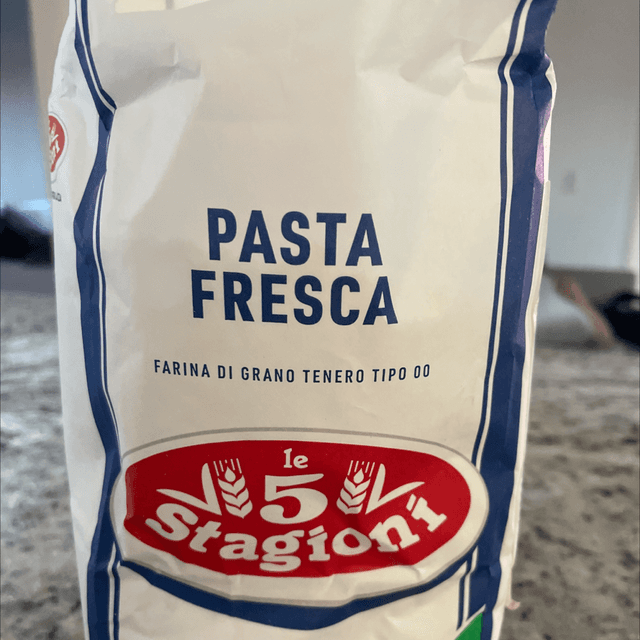 PASTA
FRESCA
FARINA DI GRANO TENERO TIPO 00
le
5
Stagioni